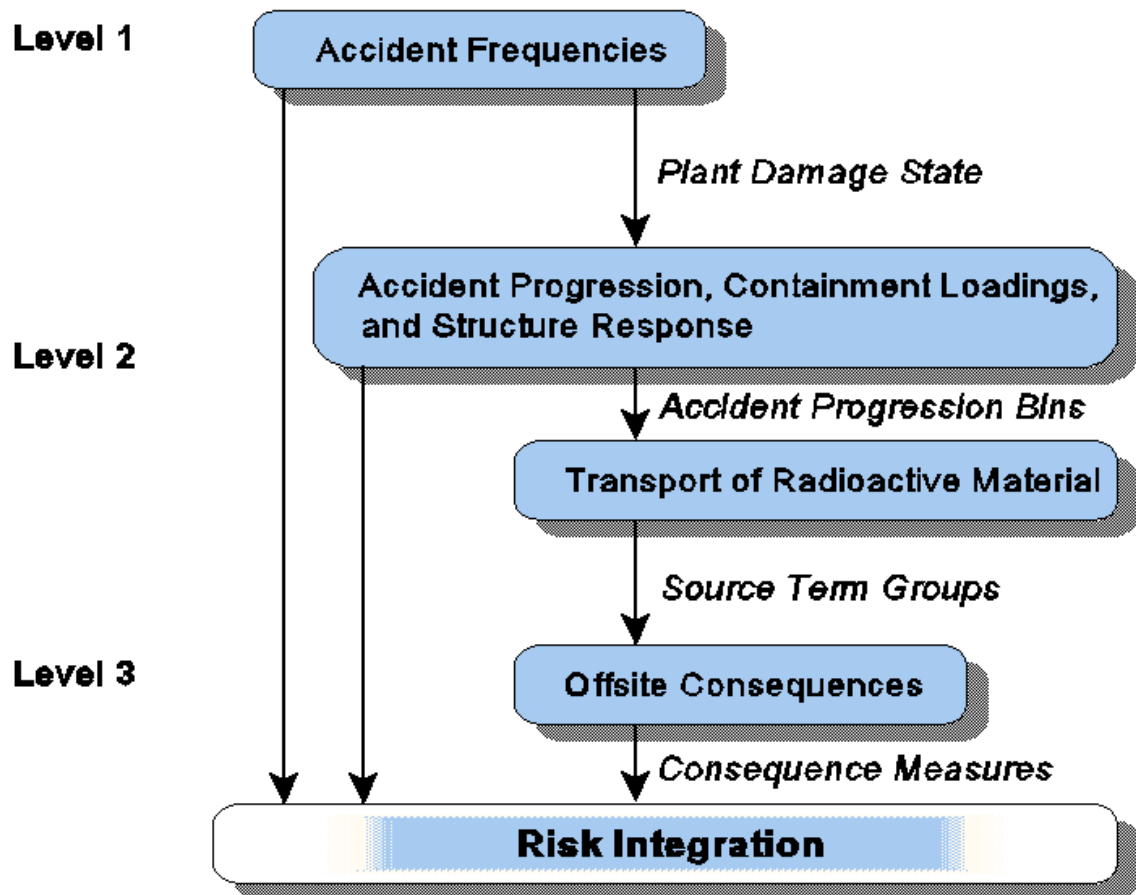 Level 1
Accident Frequencies
Plant Damage State
Accident Progression, Containment Loadings,
and Structure Response
Level 2
Accident Progression Bins
Transport of Radioactive Material
Source Term Groups
Level 3
Offsite Consequences
Consequence Measures
Risk Integration